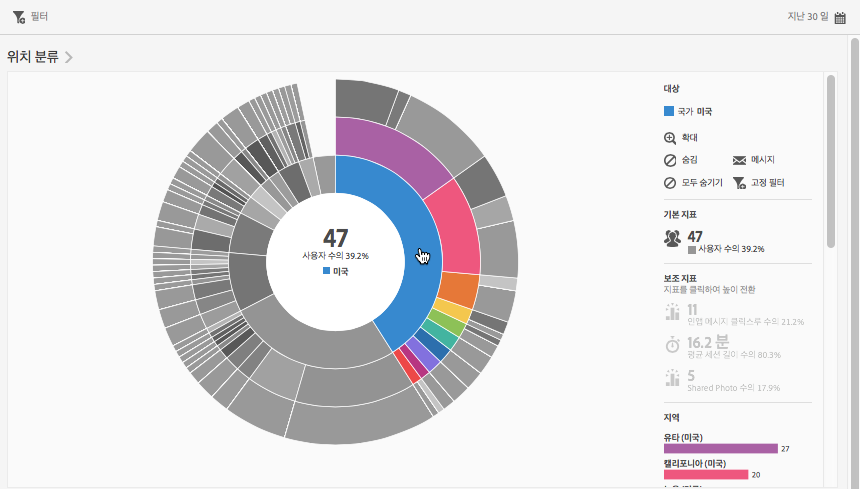 필터
지난 30 일
위치 분류
47
사용자 수의 39.2%
미국
대상
국가 미국
확대
숨김
메시지
모두 숨기기
고정 필터
기본 지표
47
사용자 수의 39.2%
보조 지표
지표를 클릭하여 높이 전환
11
인앱 메시지 클릭스루 수의 21.2%
16.2 분
평균 세션 길이 수의 80.3%
5
Shared Photo 수의 17.9%
지역
유타 (미국)
27
캘리포니아 (미국)
20